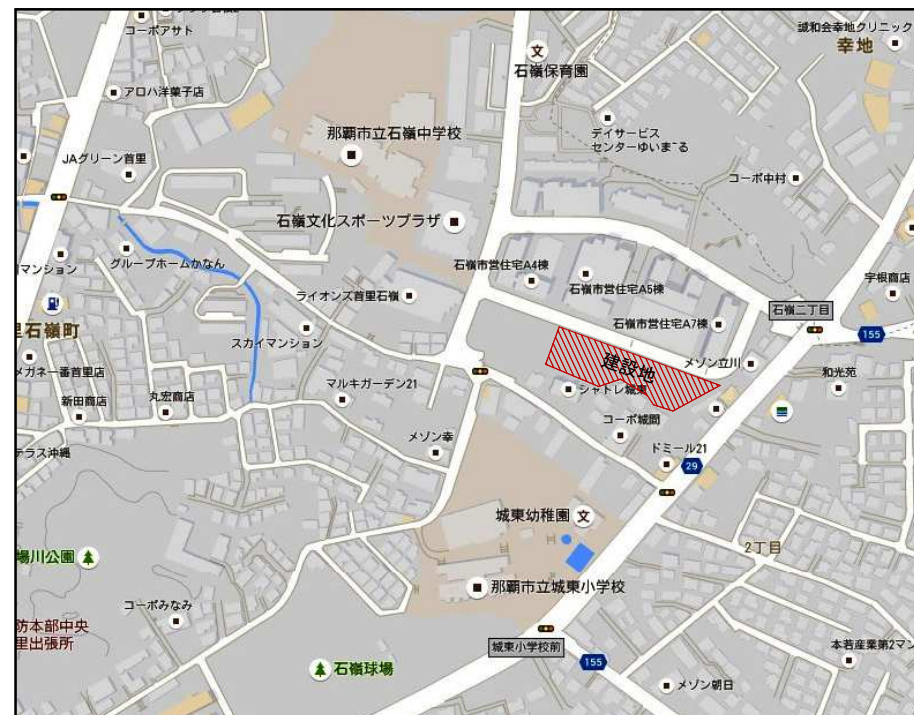 コーポアサト
誠和会幸地クリニック
幸地
石嶺保育園
アロハ洋菓子店
那覇市立石嶺中学校
デイサービス
センターゆいまーる
JAグリーン首里
コーポ中村
石嶺文化スポーツプラザ
グループホームかなん
石嶺市営住宅A4棟
石嶺市営住宅A5棟
宇根商店
ライオンズ首里石嶺
石嶺二丁目
石嶺市営住宅A7棟
155
スカイマンション
里石嶺町
建設地
メゾン立川
メガネ一番首里店
マルキガーデン21
シャトレ城東
和光苑
新田商店
丸宏商店
コーポ城間
メゾン幸
ドミール21
テラス沖縄
29
城東幼稚園
2丁目
場川公園
那覇市立城東小学校
コーポみなみ
防本部中央
里出張所
城東小学校前
石嶺球場
155
本若産業第2マン
メゾン朝日